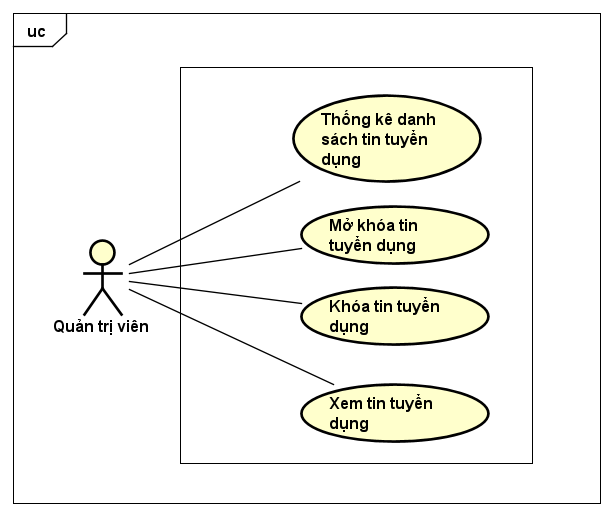 uc
Thống kê danh
sách tin tuyển
dụng
Mở khóa tin
tuyển dụng
Khóa tin tuyển
dụng
Xem tin tuyển
dụng
Quản trị viên